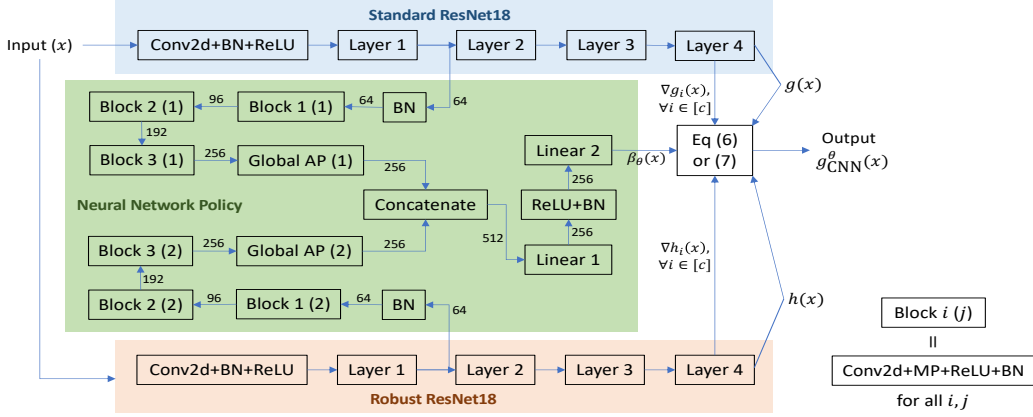 Standard ResNet18
Input (x)
Conv2d+BN+ReLU
Layer 1
Layer 2
Layer 3
Layer 4
Block 2 (1)
96
Block 1 (1)
64
BN
64
192
Block 3 (1)
256
Global AP (1)
256
Neural Network Policy
Concatenate
512
Linear 2
256
ReLU+BN
256
Linear 1
β_θ(x)
Block 3 (2)
256
Global AP (2)
256
192
Block 2 (2)
96
Block 1 (2)
64
BN
64
∇g_i(x),
∀i ∈ [c]
g(x)
Eq (6)
or (7)
Output
g^θ_CNN(x)
∇h_i(x),
∀i ∈ [c]
h(x)
Conv2d+BN+ReLU
Layer 1
Layer 2
Layer 3
Layer 4
Robust ResNet18
Block i (j)
=
Conv2d+MP+ReLU+BN
for all i, j